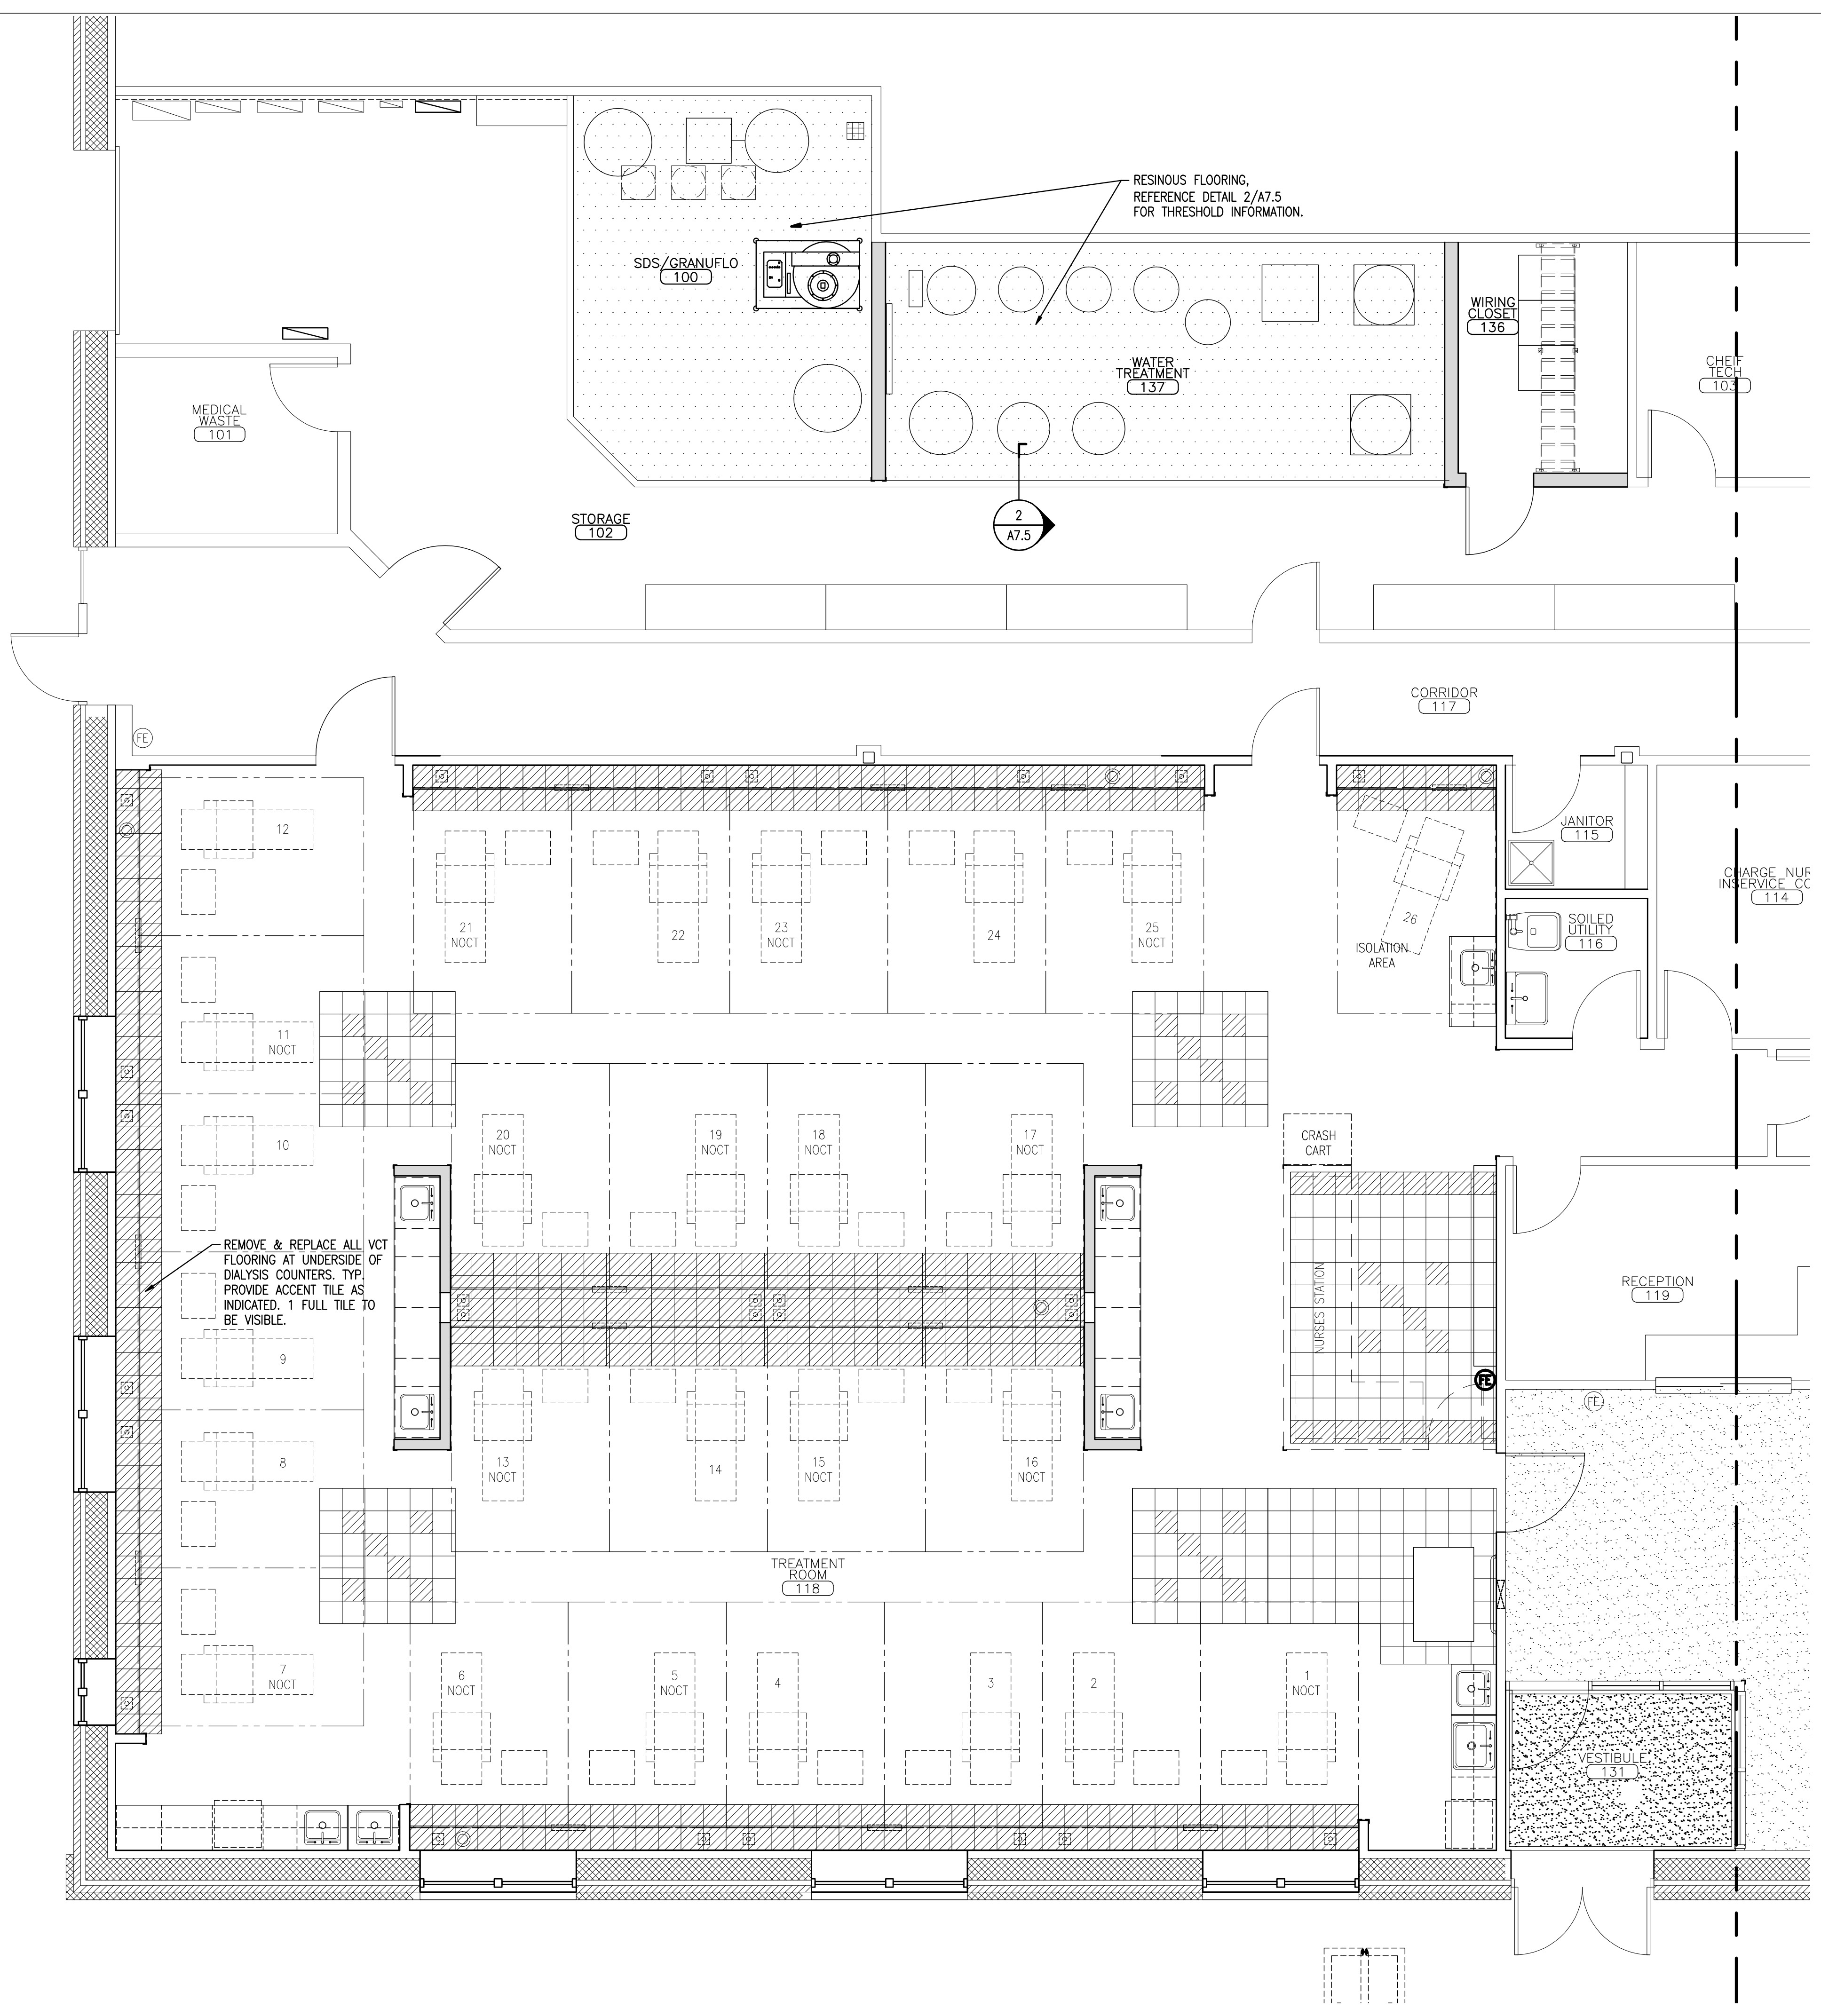 RESINOUS FLOORING,
REFERENCE DETAIL 2/A7.5
FOR THRESHOLD INFORMATION.
SDS/GRANUFLO
100
WIRING
CLOSET
136
WATER
TREATMENT
137
CHEIF
TECH
103
MEDICAL
WASTE
101
STORAGE
102
2
A7.5
CORRIDOR
117
FE
12
JANITOR
115
CHARGE NUR
INSERVICE CO
114
21
NOCT
22
23
NOCT
24
25
NOCT
26
ISOLATION
AREA
SOILED
UTILITY
116
11
NOCT
10
20
NOCT
19
NOCT
18
NOCT
17
NOCT
CRASH
CART
REMOVE & REPLACE ALL VCT
FLOORING AT UNDERSIDE OF
DIALYSIS COUNTERS. TYP.
PROVIDE ACCENT TILE AS
INDICATED. 1 FULL TILE TO
BE VISIBLE.
NURSES STATION
RECEPTION
119
9
FE
FE
8
13
NOCT
14
15
NOCT
16
NOCT
TREATMENT
ROOM
118
7
NOCT
6
NOCT
5
NOCT
4
3
2
1
NOCT
VESTIBULE
131